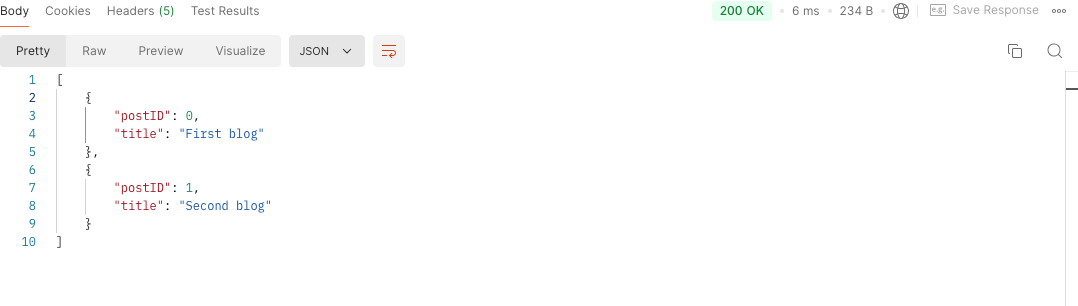 Body Cookies Headers (5) Test Results 200 OK • 6 ms • 234 B • e.g. Save Response
Pretty Raw Preview Visualize JSON
1 [
2 {
3 "postID": 0,
4 "title": "First blog"
5 },
6 {
7 "postID": 1,
8 "title": "Second blog"
9 }
10 ]